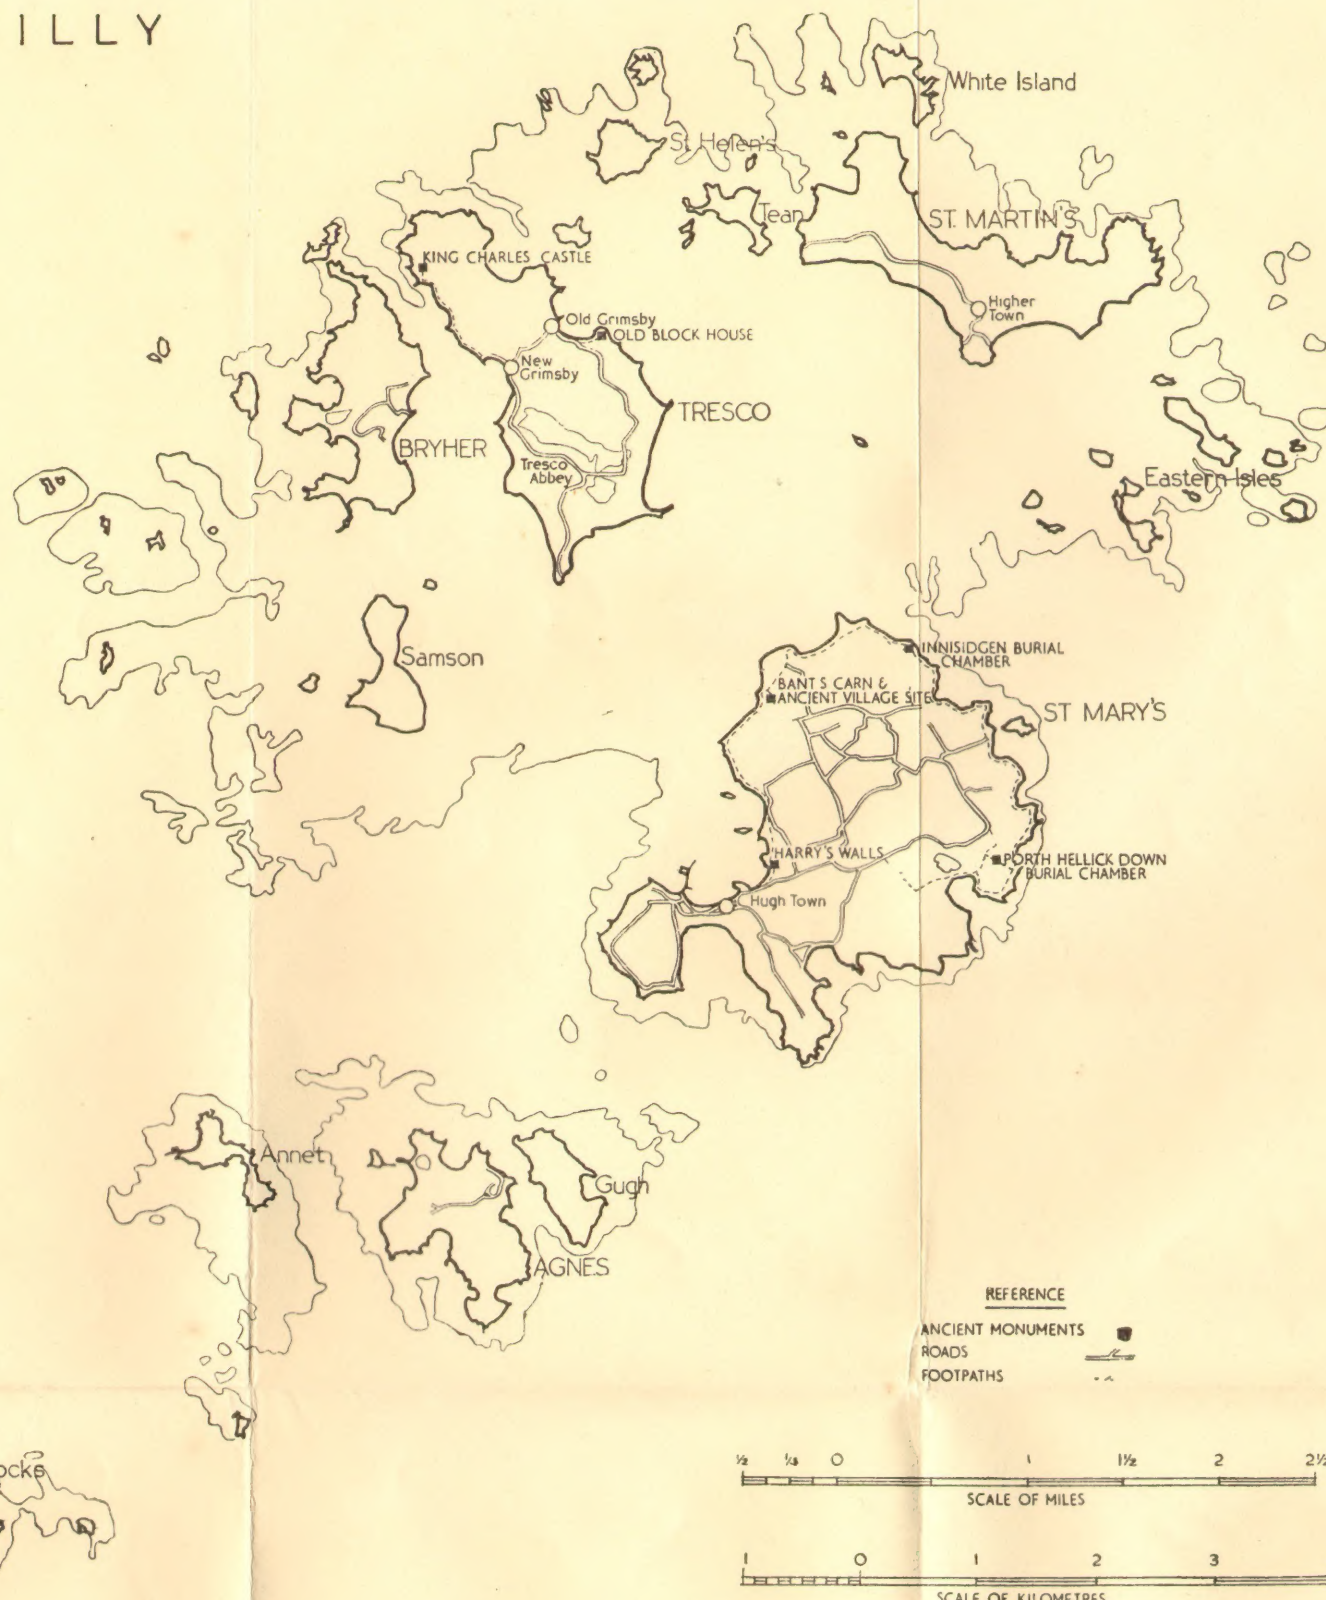 ILLY
White Island
St. Helen's
Tean
ST. MARTIN'S
KING CHARLES CASTLE
Higher
Town
Old Grimsby
OLD BLOCK HOUSE
New
Grimsby
TRESCO
BRYHER
Tresco
Abbey
Eastern Isles
Samson
INNISIDGEN BURIAL
CHAMBER
BANT S CARN &
ANCIENT VILLAGE SITE
ST MARY'S
HARRY'S WALLS
PORTH HELLICK DOWN
BURIAL CHAMBER
Hugh Town
Annet
Gugh
AGNES
REFERENCE
ANCIENT MONUMENTS
ROADS
FOOTPATHS
ocks
½ ¼ 0 1 1½ 2 2½
SCALE OF MILES
1 0 1 2 3
SCALE OF KILOMETRES